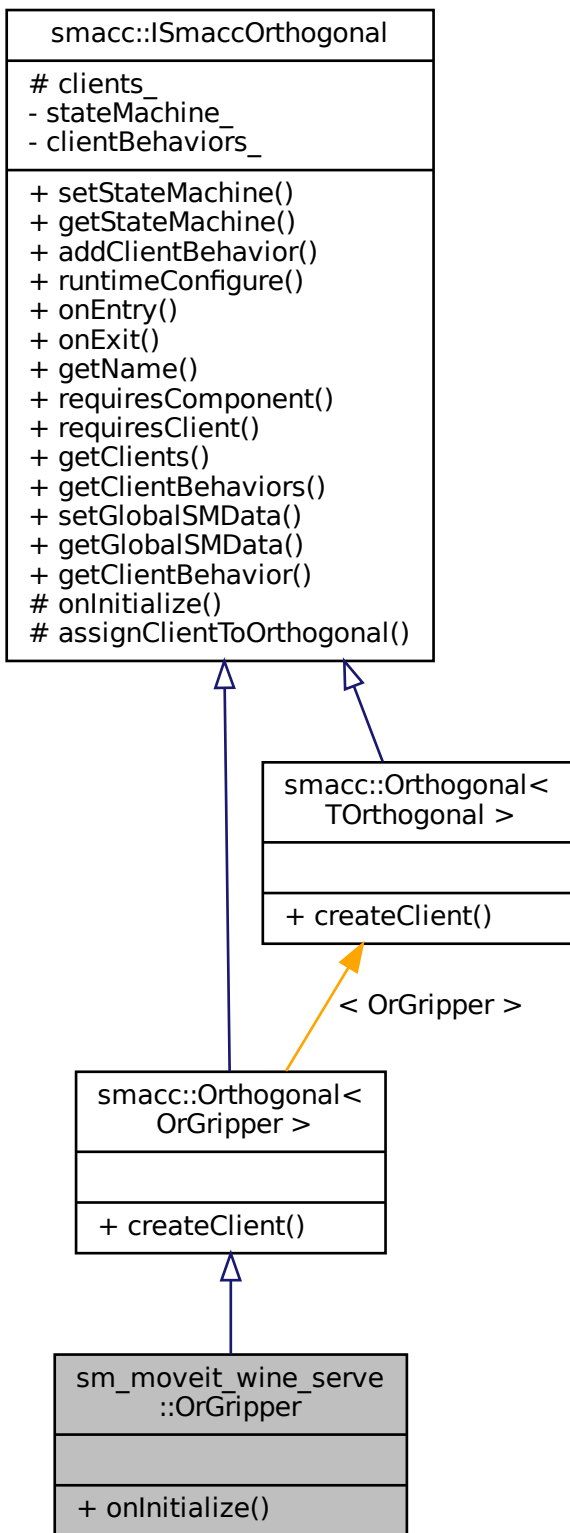 smacc::ISmaccOrthogonal
# clients_
- stateMachine_
- clientBehaviors_
+ setStateMachine()
+ getStateMachine()
+ addClientBehavior()
+ runtimeConfigure()
+ onEntry()
+ onExit()
+ getName()
+ requiresComponent()
+ requiresClient()
+ getClients()
+ getClientBehaviors()
+ setGlobalSMData()
+ getGlobalSMData()
+ getClientBehavior()
# onInitialize()
# assignClientToOrthogonal()
smacc::Orthogonal<
TOrthogonal >
+ createClient()
< OrGripper >
smacc::Orthogonal<
OrGripper >
+ createClient()
sm_moveit_wine_serve
::OrGripper
+ onInitialize()